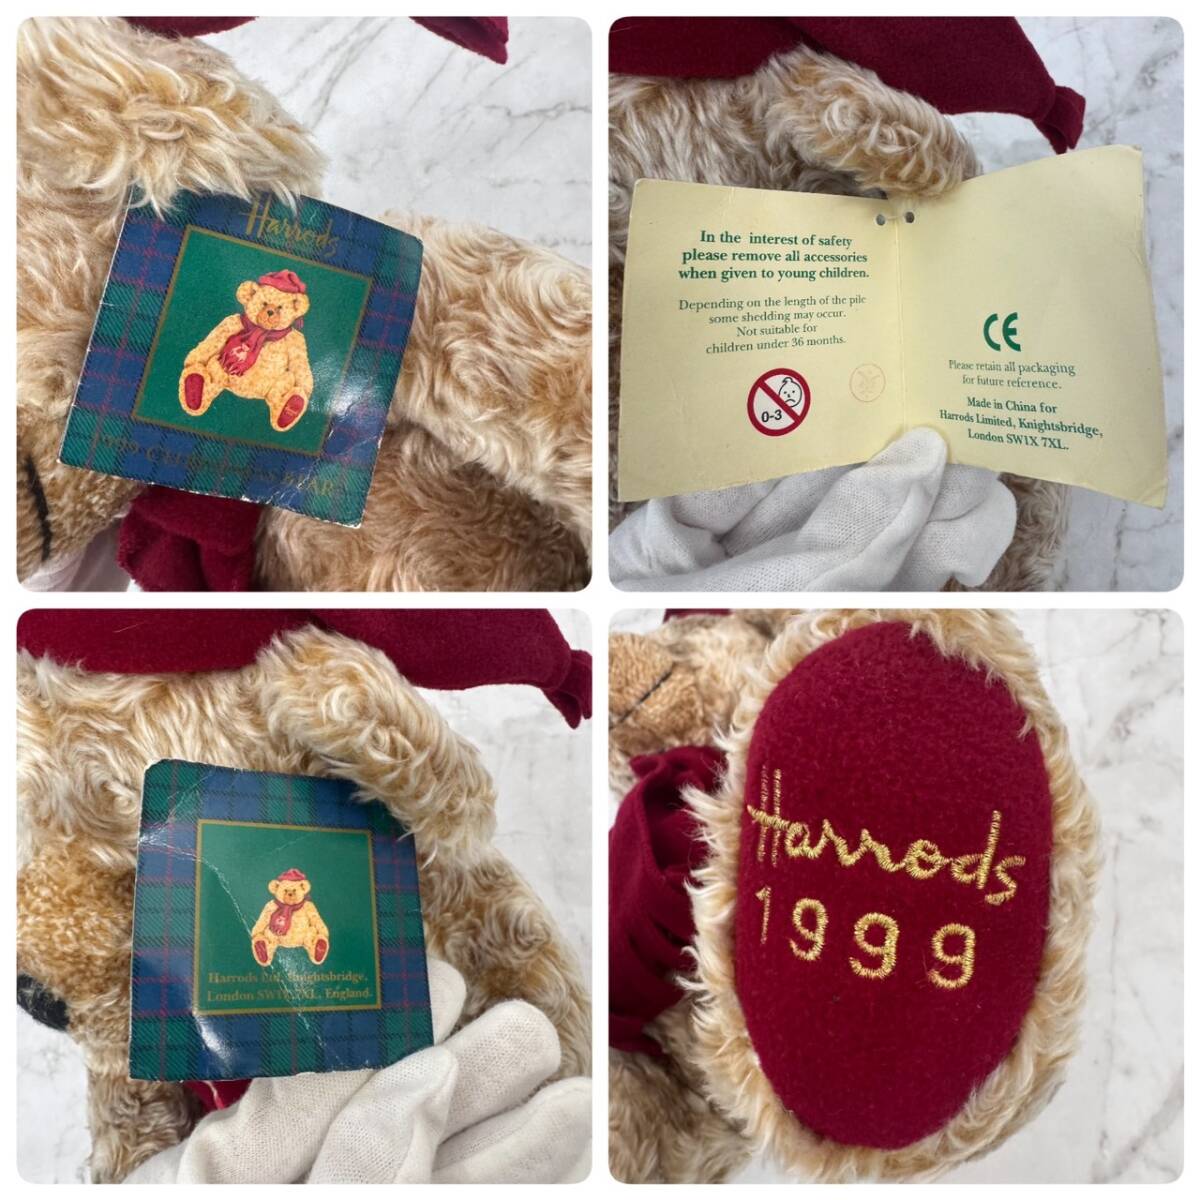 Harrods
1999 CHRISTMAS BEAR
In the interest of safety
please remove all accessories
when given to young children.
Depending on the length of the pile
some shedding may occur.
Not suitable for
children under 36 months.
0-3
CE
Please retain all packaging
for future reference.
Made in China for
Harrods Limited, Knightsbridge,
London SW1X 7XL.
Harrods Ltd, Knightsbridge,
London SW1X 7XL, England.
Harrods
1999